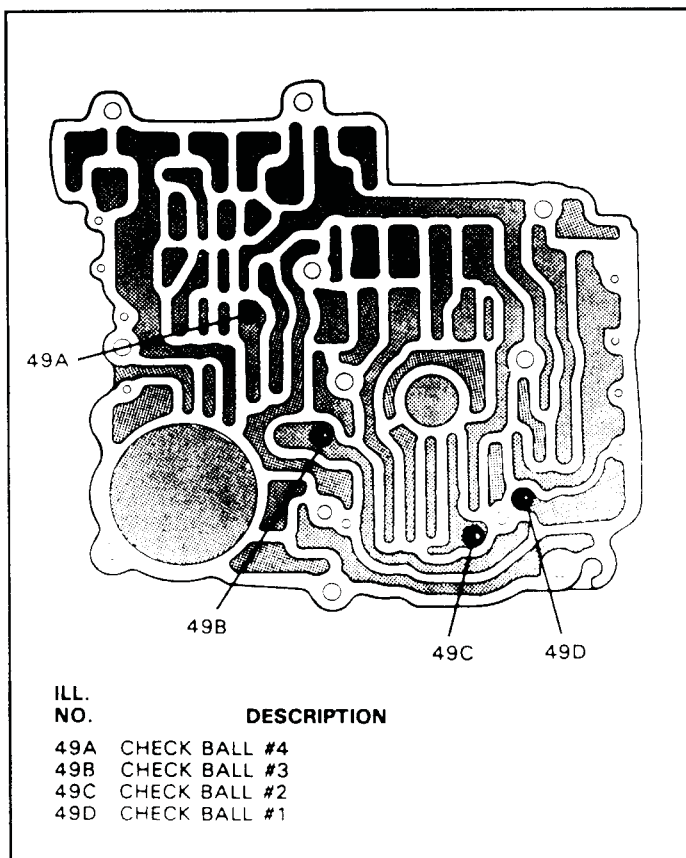 49A
49B
49C
49D
ILL.
NO. DESCRIPTION
49A CHECK BALL #4
49B CHECK BALL #3
49C CHECK BALL #2
49D CHECK BALL #1